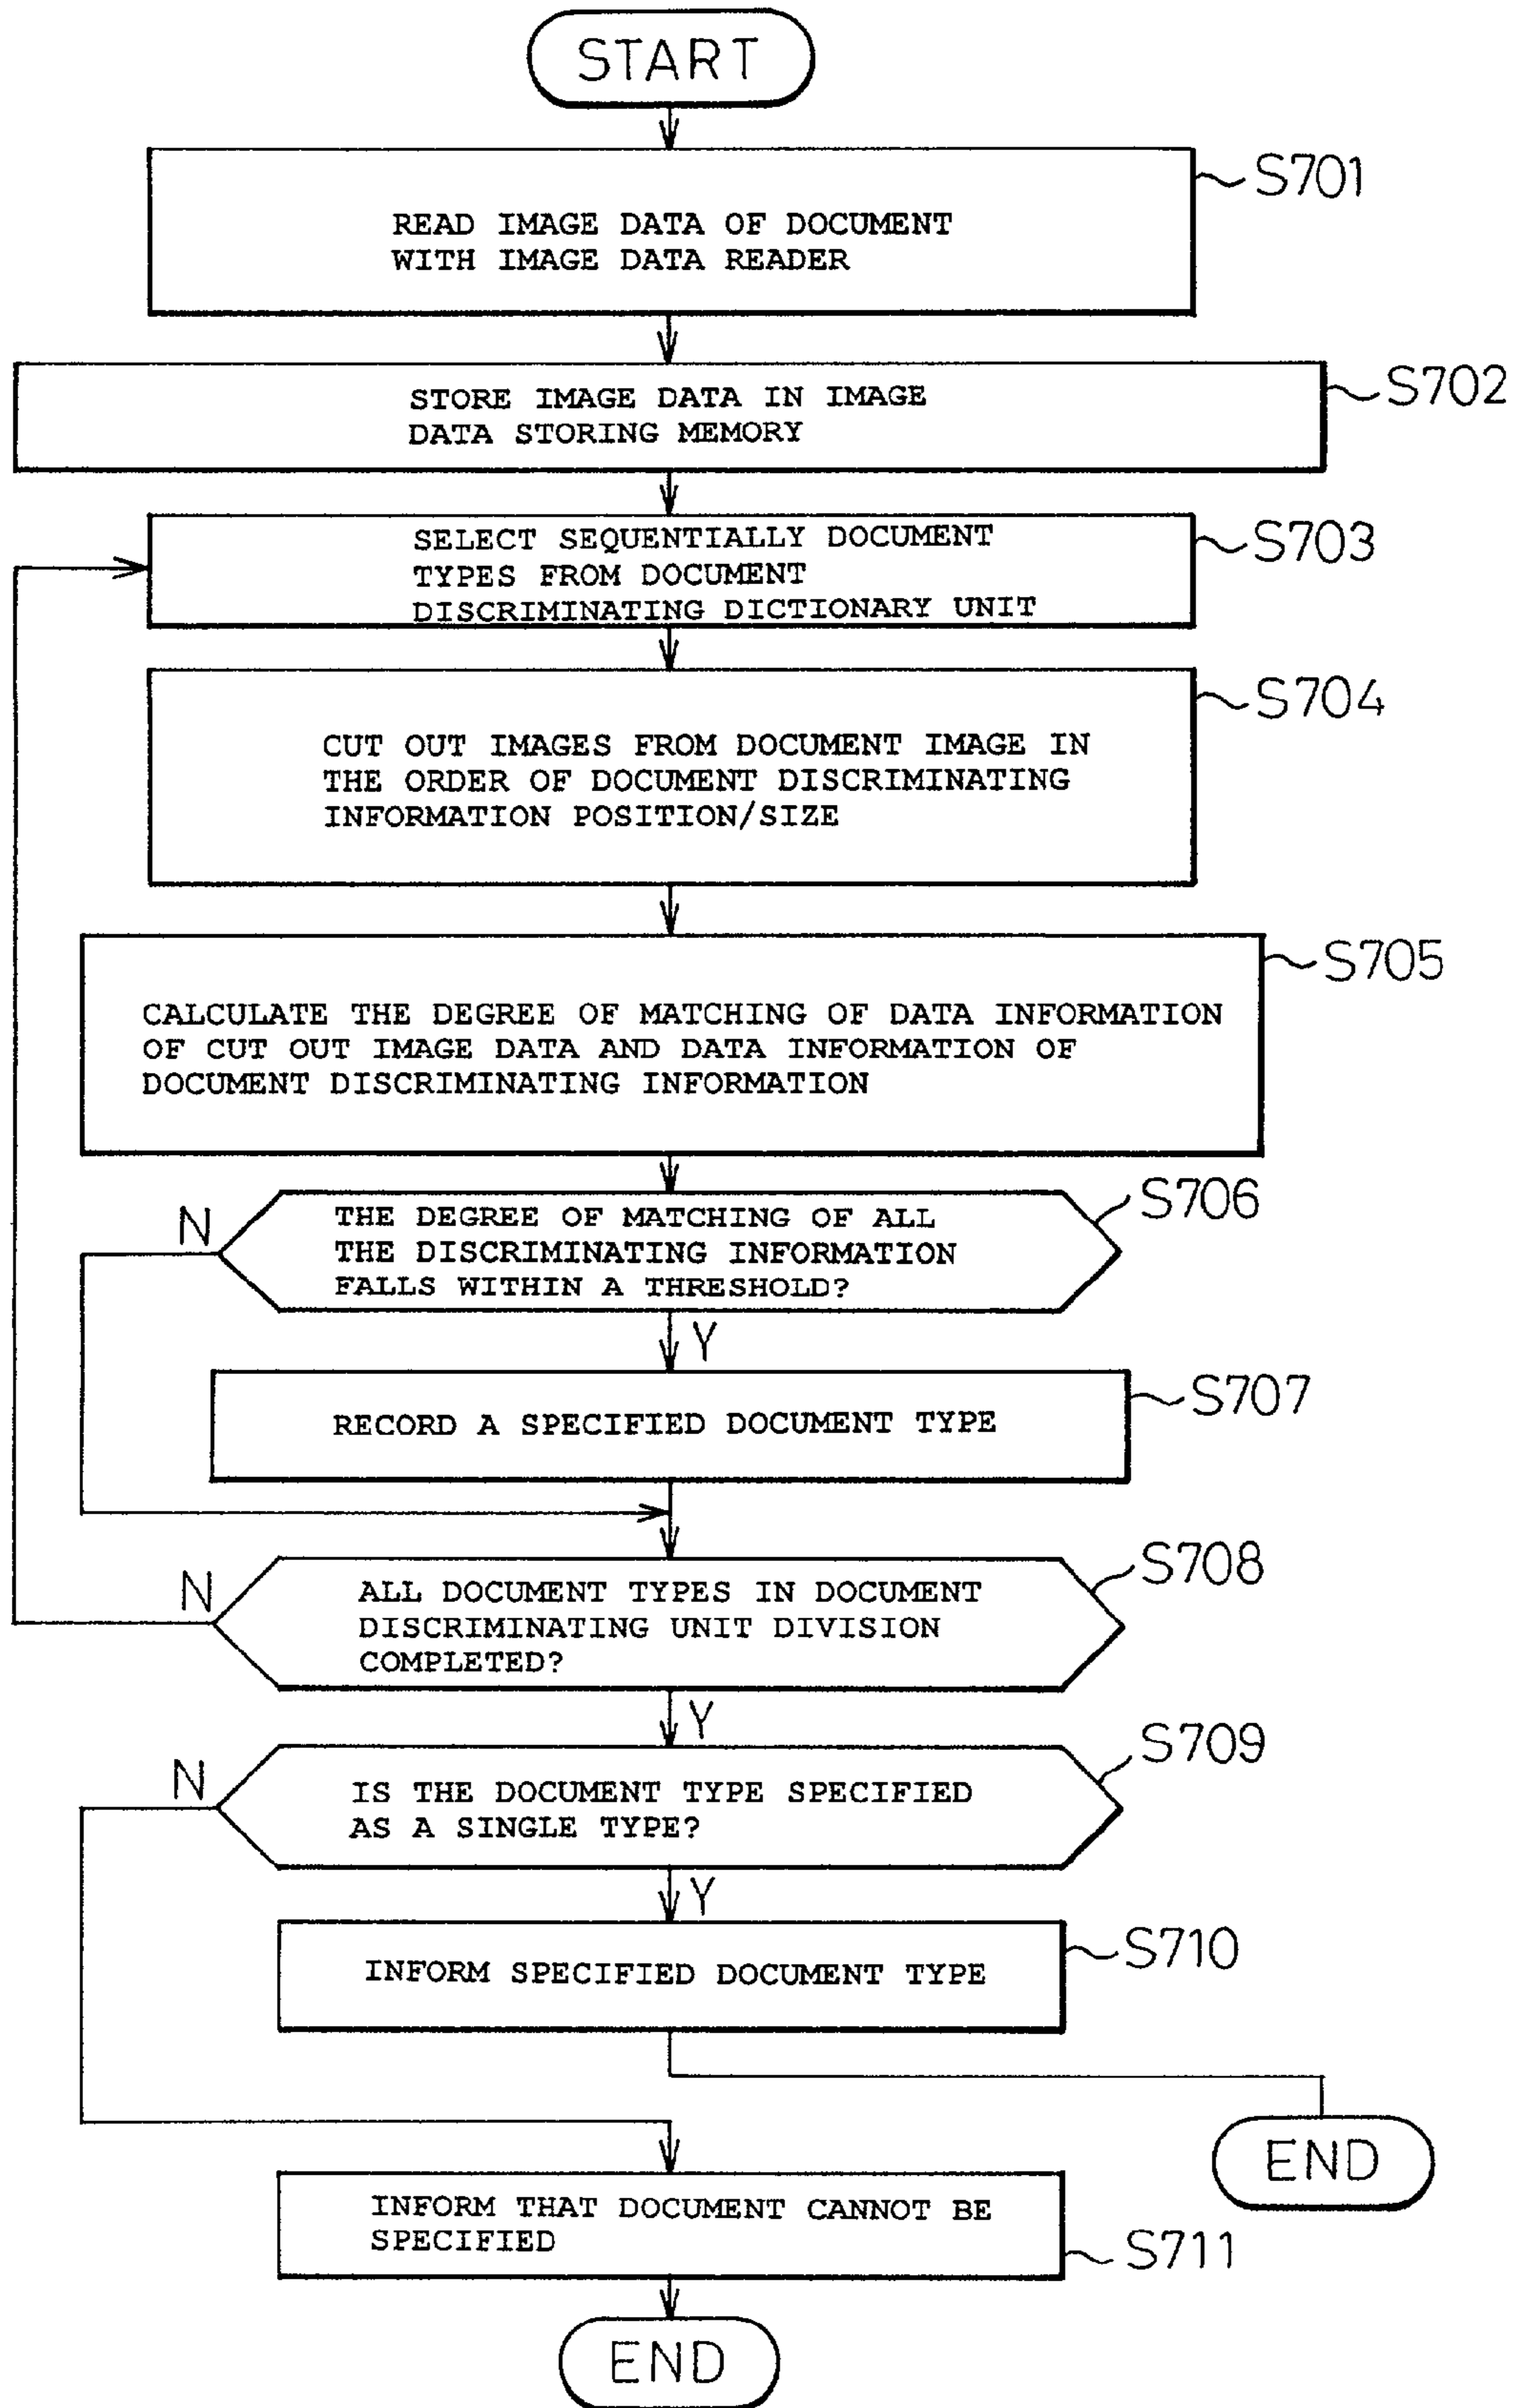 START
S701
READ IMAGE DATA OF DOCUMENT
WITH IMAGE DATA READER
S702
STORE IMAGE DATA IN IMAGE
DATA STORING MEMORY
S703
SELECT SEQUENTIALLY DOCUMENT
TYPES FROM DOCUMENT
DISCRIMINATING DICTIONARY UNIT
S704
CUT OUT IMAGES FROM DOCUMENT IMAGE IN
THE ORDER OF DOCUMENT DISCRIMINATING
INFORMATION POSITION/SIZE
S705
CALCULATE THE DEGREE OF MATCHING OF DATA INFORMATION
OF CUT OUT IMAGE DATA AND DATA INFORMATION OF
DOCUMENT DISCRIMINATING INFORMATION
S706
N
THE DEGREE OF MATCHING OF ALL
THE DISCRIMINATING INFORMATION
FALLS WITHIN A THRESHOLD?
Y
S707
RECORD A SPECIFIED DOCUMENT TYPE
S708
N
ALL DOCUMENT TYPES IN DOCUMENT
DISCRIMINATING UNIT DIVISION
COMPLETED?
Y
S709
N
IS THE DOCUMENT TYPE SPECIFIED
AS A SINGLE TYPE?
Y
S710
INFORM SPECIFIED DOCUMENT TYPE
END
INFORM THAT DOCUMENT CANNOT BE
SPECIFIED
S711
END